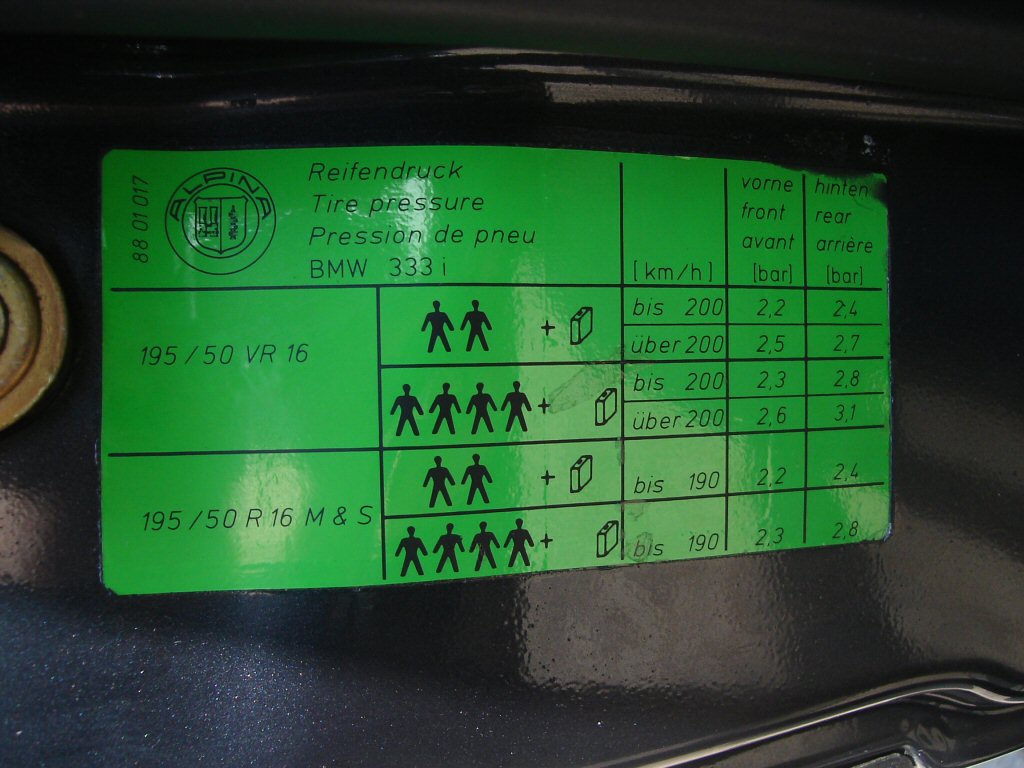 88 01 017
ALPINA
Reifendruck
Tire pressure
Pression de pneu
BMW 333 i
[km/h]
vorne
front
avant
[bar]
hinten
rear
arrière
[bar]
195 / 50 VR 16
+ bis 200 2,2 2,4
über 200 2,5 2,7
+ bis 200 2,3 2,8
über 200 2,6 3,1
195 / 50 R 16 M & S
+ bis 190 2,2 2,4
+ bis 190 2,3 2,8